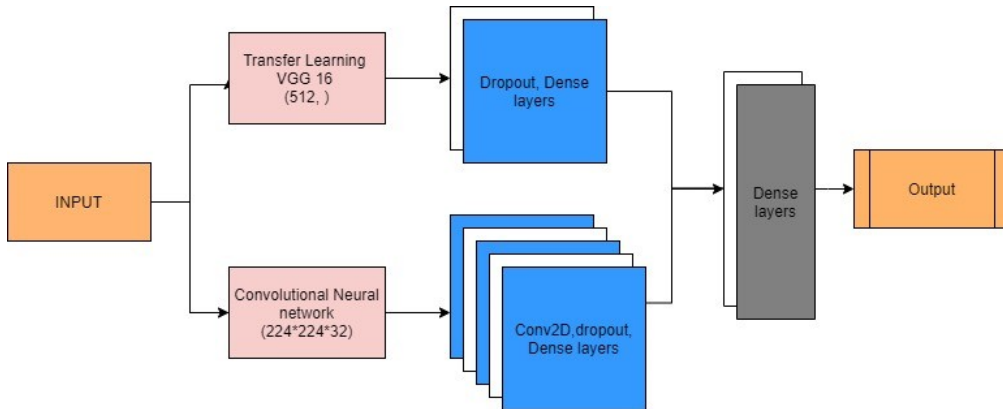 INPUT
Transfer Learning
VGG 16
(512, )
Dropout, Dense
layers
Convolutional Neural
network
(224*224*32)
Conv2D,dropout,
Dense layers
Dense
layers
Output